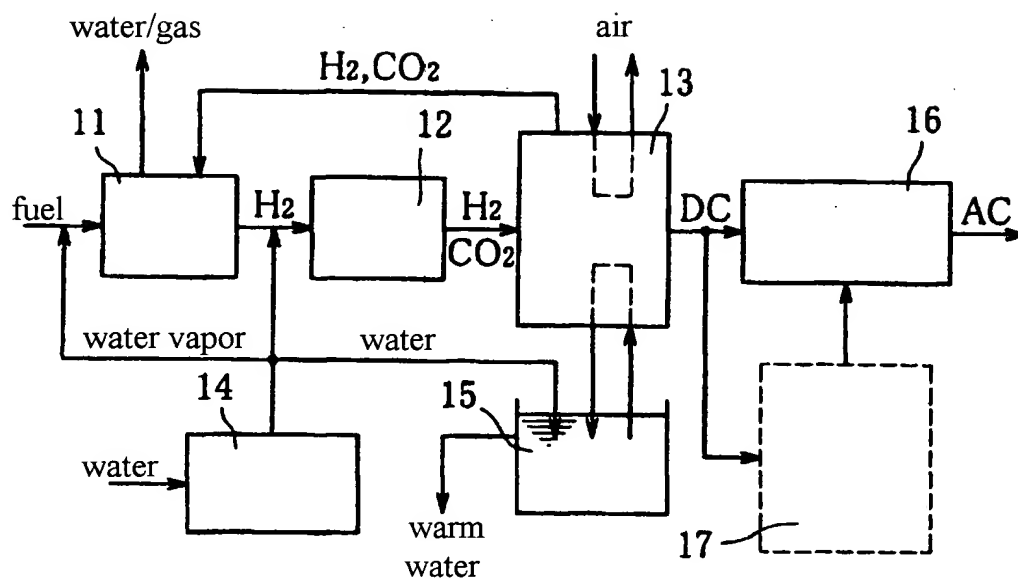 water/gas
air
H2,CO2
13
11
12
16
fuel
H2
H2
CO2
DC
AC
water vapor
water
14
15
water
warm
water
17